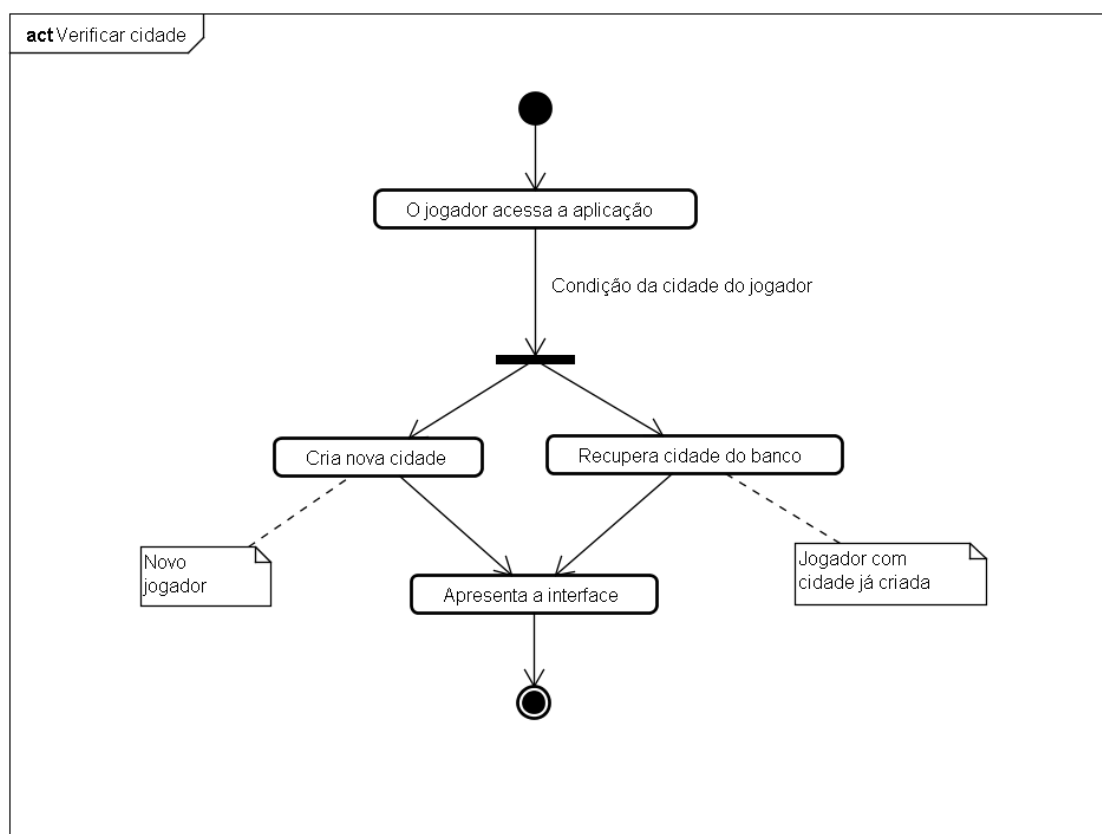 act Verificar cidade
O jogador acessa a aplicação
Condição da cidade do jogador
Cria nova cidade
Recupera cidade do banco
Novo
jogador
Jogador com
cidade já criada
Apresenta a interface